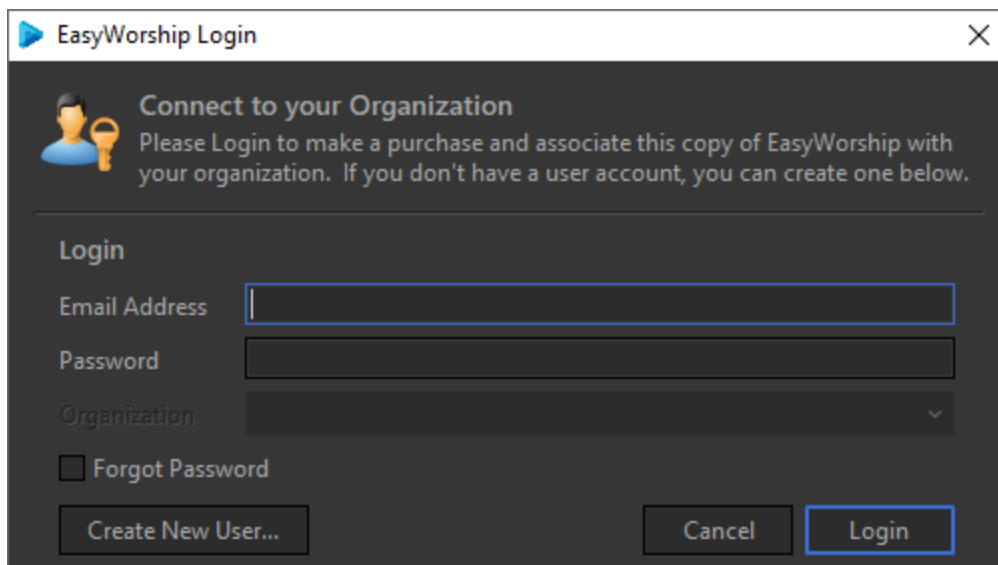 EasyWorship Login
Connect to your Organization
Please Login to make a purchase and associate this copy of EasyWorship with
your organization.  If you don't have a user account, you can create one below.
Login
Email Address
Password
Organization
Forgot Password
Create New User...
Cancel
Login